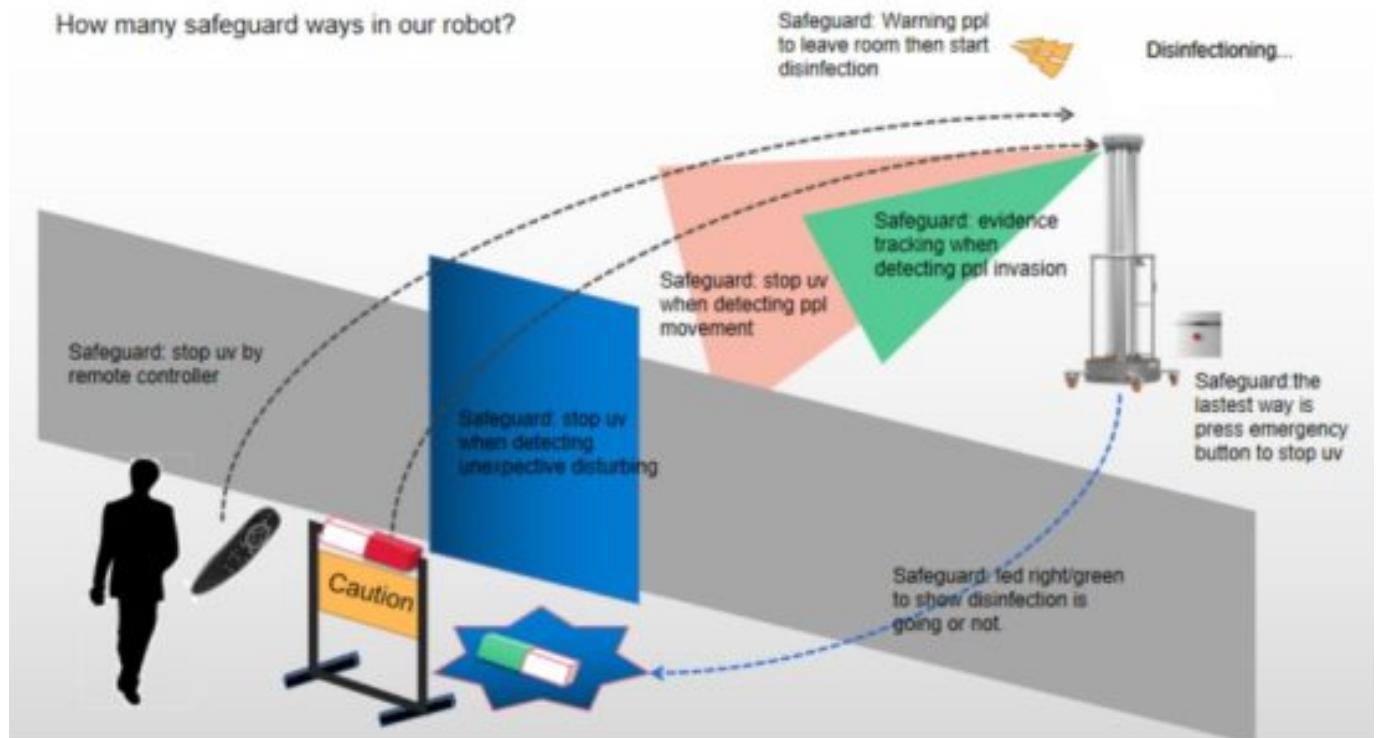 How many safeguard ways in our robot?
Safeguard: Warning ppl
to leave room then start
disinfection
Disinfectioning...
Safeguard: evidence
tracking when
detecting ppl invasion
Safeguard: stop uv
when detecting ppl
movement
Safeguard: stop uv by
remote controller
Safeguard: stop uv
when detecting
unexpective disturbing
Safeguard:the
lastest way is
press emergency
button to stop uv
Caution
Safeguard: fed right/green
to show disinfection is
going or not.